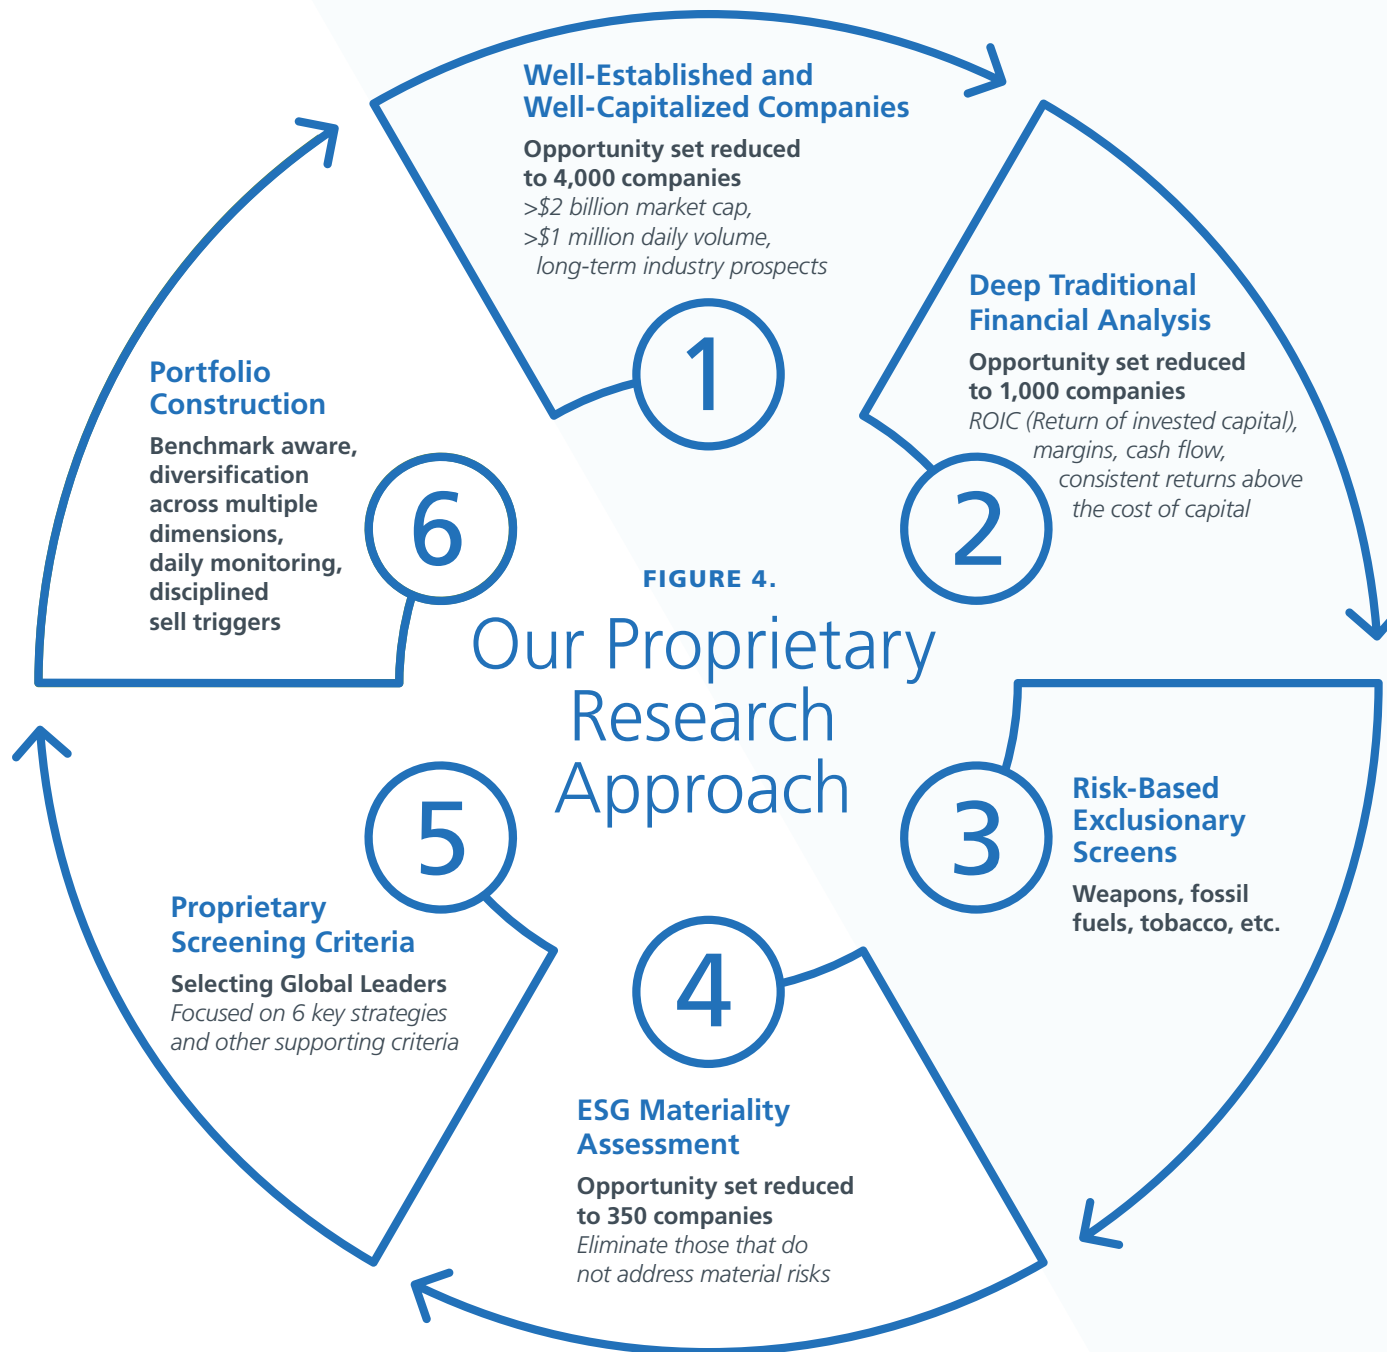 FIGURE 4.
Our Proprietary
Research
Approach
1
Well-Established and
Well-Capitalized Companies
Opportunity set reduced
to 4,000 companies
>$2 billion market cap,
>$1 million daily volume,
long-term industry prospects
2
Deep Traditional
Financial Analysis
Opportunity set reduced
to 1,000 companies
ROIC (Return of invested capital),
margins, cash flow,
consistent returns above
the cost of capital
3
Risk-Based
Exclusionary
Screens
Weapons, fossil
fuels, tobacco, etc.
4
ESG Materiality
Assessment
Opportunity set reduced
to 350 companies
Eliminate those that do
not address material risks
5
Proprietary
Screening Criteria
Selecting Global Leaders
Focused on 6 key strategies
and other supporting criteria
6
Portfolio
Construction
Benchmark aware,
diversification
across multiple
dimensions,
daily monitoring,
disciplined
sell triggers